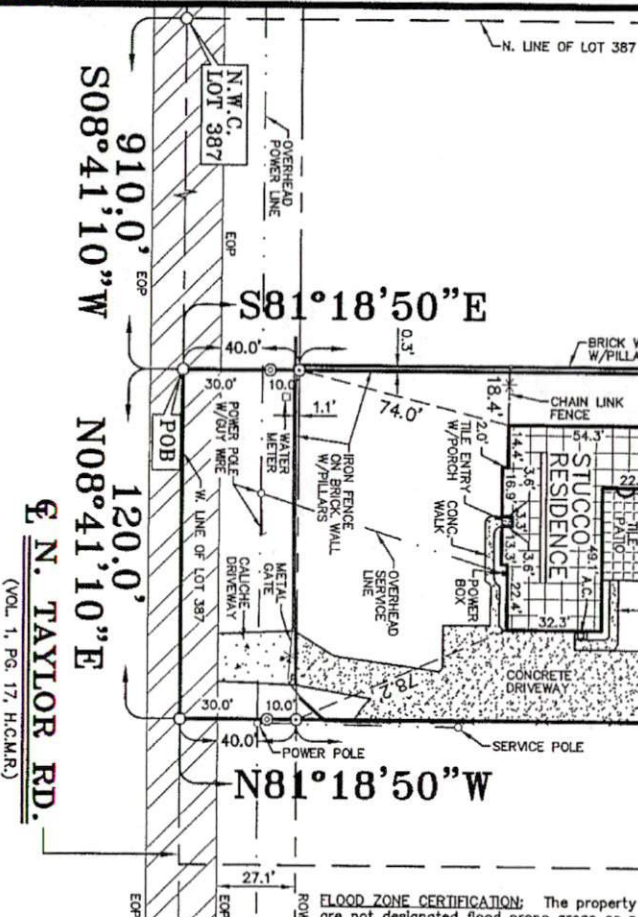 N. LINE OF LOT 387
N.W.C.
LOT 387
OVERHEAD
POWER LINE
910.0'
S08°41'10"W
EOP
EOP
S81°18'50"E
40.0'
0.3'
BRICK W
W/PILLA
30.0'
10.0'
1.1'
74.0'
18.4'
CHAIN LINK
FENCE
POB
WATER
METER
POWER POLE
W/GUY WIRE
IRON FENCE
ON BRICK WALL
W/PILLARS
2.0'
TILE ENTRY
W/PORCH
CONC.
WALK
14.4'
3.6'
16.9'
3.3'
13.3'
3.6'
22.4'
54.3'
STUCCO
RESIDENCE
22.
TILE
PATIO
49.1'
A.C.
32.3'
POWER
BOX
OVERHEAD
SERVICE
LINE
W. LINE OF LOT 387
120.0'
N08°41'10"E
METAL
GATE
CALICHE
DRIVEWAY
78.2'
CONCRETE
DRIVEWAY
30.0'
10.0'
40.0'
POWER POLE
SERVICE POLE
N81°18'50"W
℄ N. TAYLOR RD.
(VOL. 1, PG. 17, H.C.M.R.)
27.1'
EOP
EOP
ROW
FLOOD ZONE CERTIFICATION: The property
are not designated flood prone areas